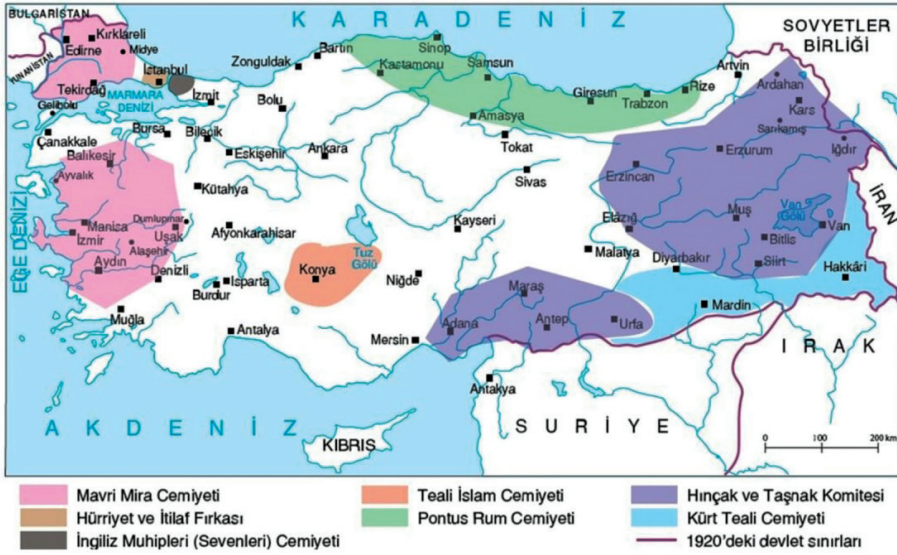 BULGARİSTAN
KARADENİZ
SOVYETLER
BİRLİĞİ
YUNANİSTAN
Kırklareli
Edirne
Midye
Tekirdağ
İstanbul
MARMARA
DENİZİ
İzmit
Gelibolu
Çanakkale
Zonguldak
Bartın
Bolu
Kastamonu
Sinop
Samsun
Amasya
Tokat
Giresun
Trabzon
Rize
Artvin
Ardahan
Kars
Sarıkamış
Iğdır
Bursa
Bilecik
Eskişehir
Ankara
Sivas
Erzincan
Erzurum
Balıkesir
Ayvalık
Kütahya
EGE DENİZİ
Manisa
İzmir
Dumlupınar
Uşak
Alaşehir
Aydın
Denizli
Muğla
Afyonkarahisar
Isparta
Burdur
Antalya
Konya
Tuz
Gölü
Kayseri
Niğde
Mersin
Adana
Maraş
Antep
Urfa
Antakya
Elazığ
Malatya
Diyarbakır
Mardin
Muş
Van
Gölü
Van
Bitlis
Siirt
Hakkâri
İRAN
IRAK
SURİYE
AKDENİZ
KIBRIS
0 100 200 km
Mavri Mira Cemiyeti
Hürriyet ve İtilaf Fırkası
İngiliz Muhipleri (Sevenleri) Cemiyeti
Teali İslam Cemiyeti
Pontus Rum Cemiyeti
Hınçak ve Taşnak Komitesi
Kürt Teali Cemiyeti
1920'deki devlet sınırları